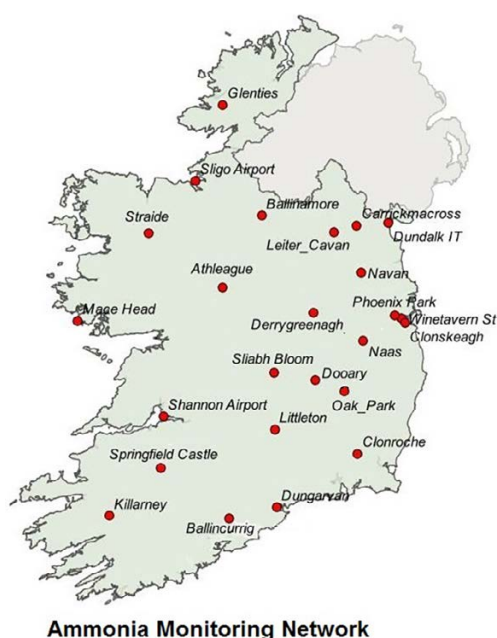 Glenties
Sligo Airport
Ballinamore
Carrickmacross
Straide
Leiter_Cavan
Dundalk IT
Athleague
Navan
Mace Head
Phoenix Park
Derrygreenagh
Winetavern St
Clonskeagh
Naas
Sliabh Bloom
Dooary
Oak_Park
Shannon Airport
Littleton
Clonroche
Springfield Castle
Killarney
Dungarvan
Ballincurrig
Ammonia Monitoring Network